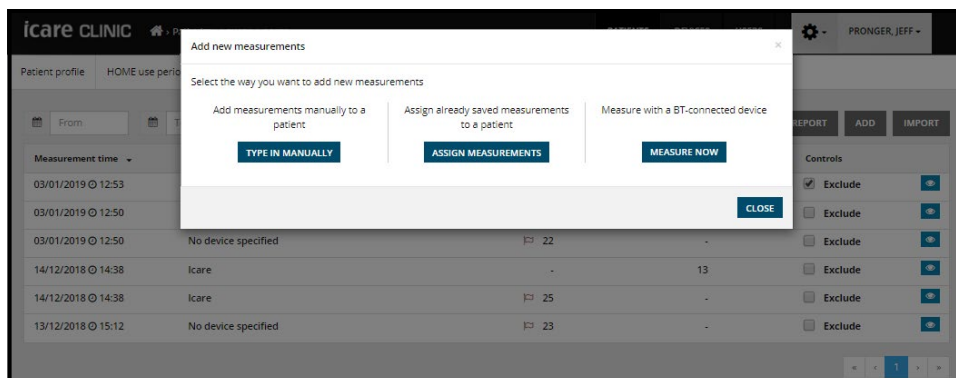 icare CLINIC
PRONGER, JEFF
Add new measurements
×
Patient profile HOME use perio
Select the way you want to add new measurements
Add measurements manually to a
patient
TYPE IN MANUALLY
Assign already saved measurements
to a patient
ASSIGN MEASUREMENTS
Measure with a BT-connected device
MEASURE NOW
CLOSE
From
REPORT ADD IMPORT
Measurement time Controls
03/01/2019 12:53 Exclude
03/01/2019 12:50 Exclude
03/01/2019 12:50 No device specified 22 - Exclude
14/12/2018 14:38 Icare - 13 Exclude
14/12/2018 14:38 Icare 25 - Exclude
13/12/2018 15:12 No device specified 23 - Exclude
« ‹ 1 › »